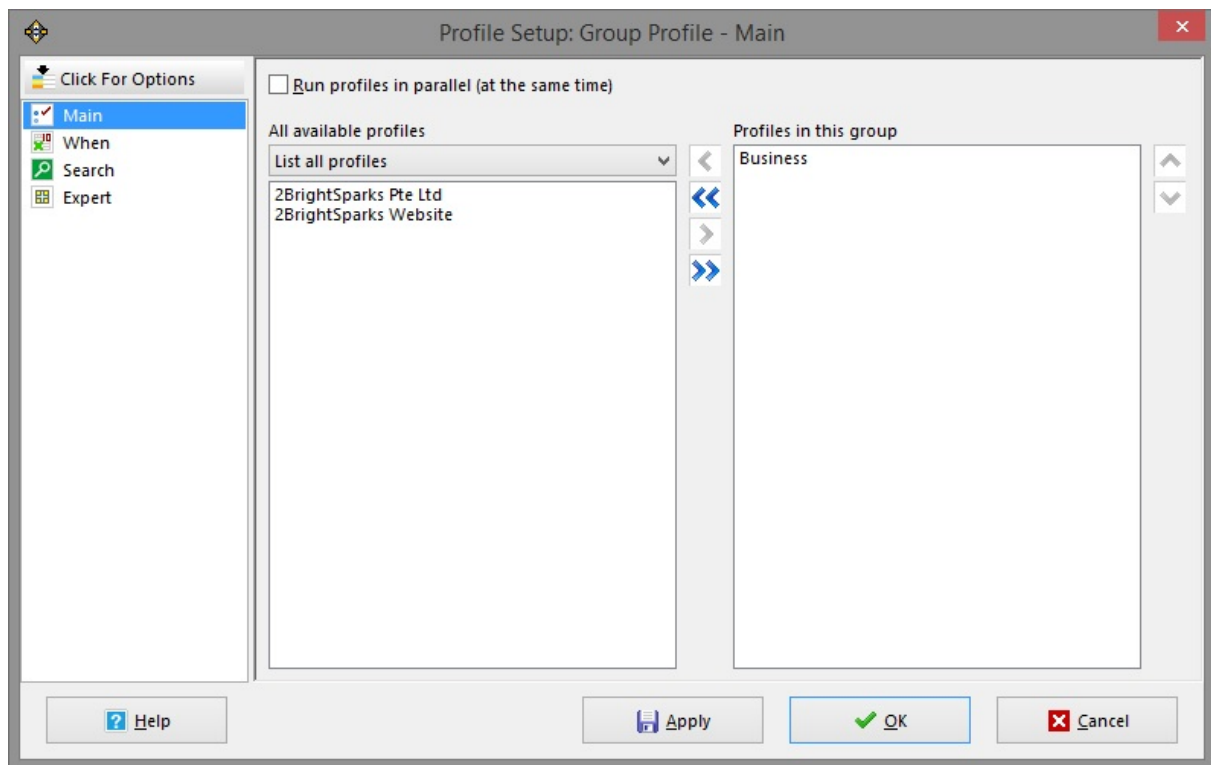 Profile Setup: Group Profile - Main
Click For Options
Main
When
Search
Expert
Run profiles in parallel (at the same time)
All available profiles
List all profiles
2BrightSparks Pte Ltd
2BrightSparks Website
Profiles in this group
Business
Help
Apply
OK
Cancel